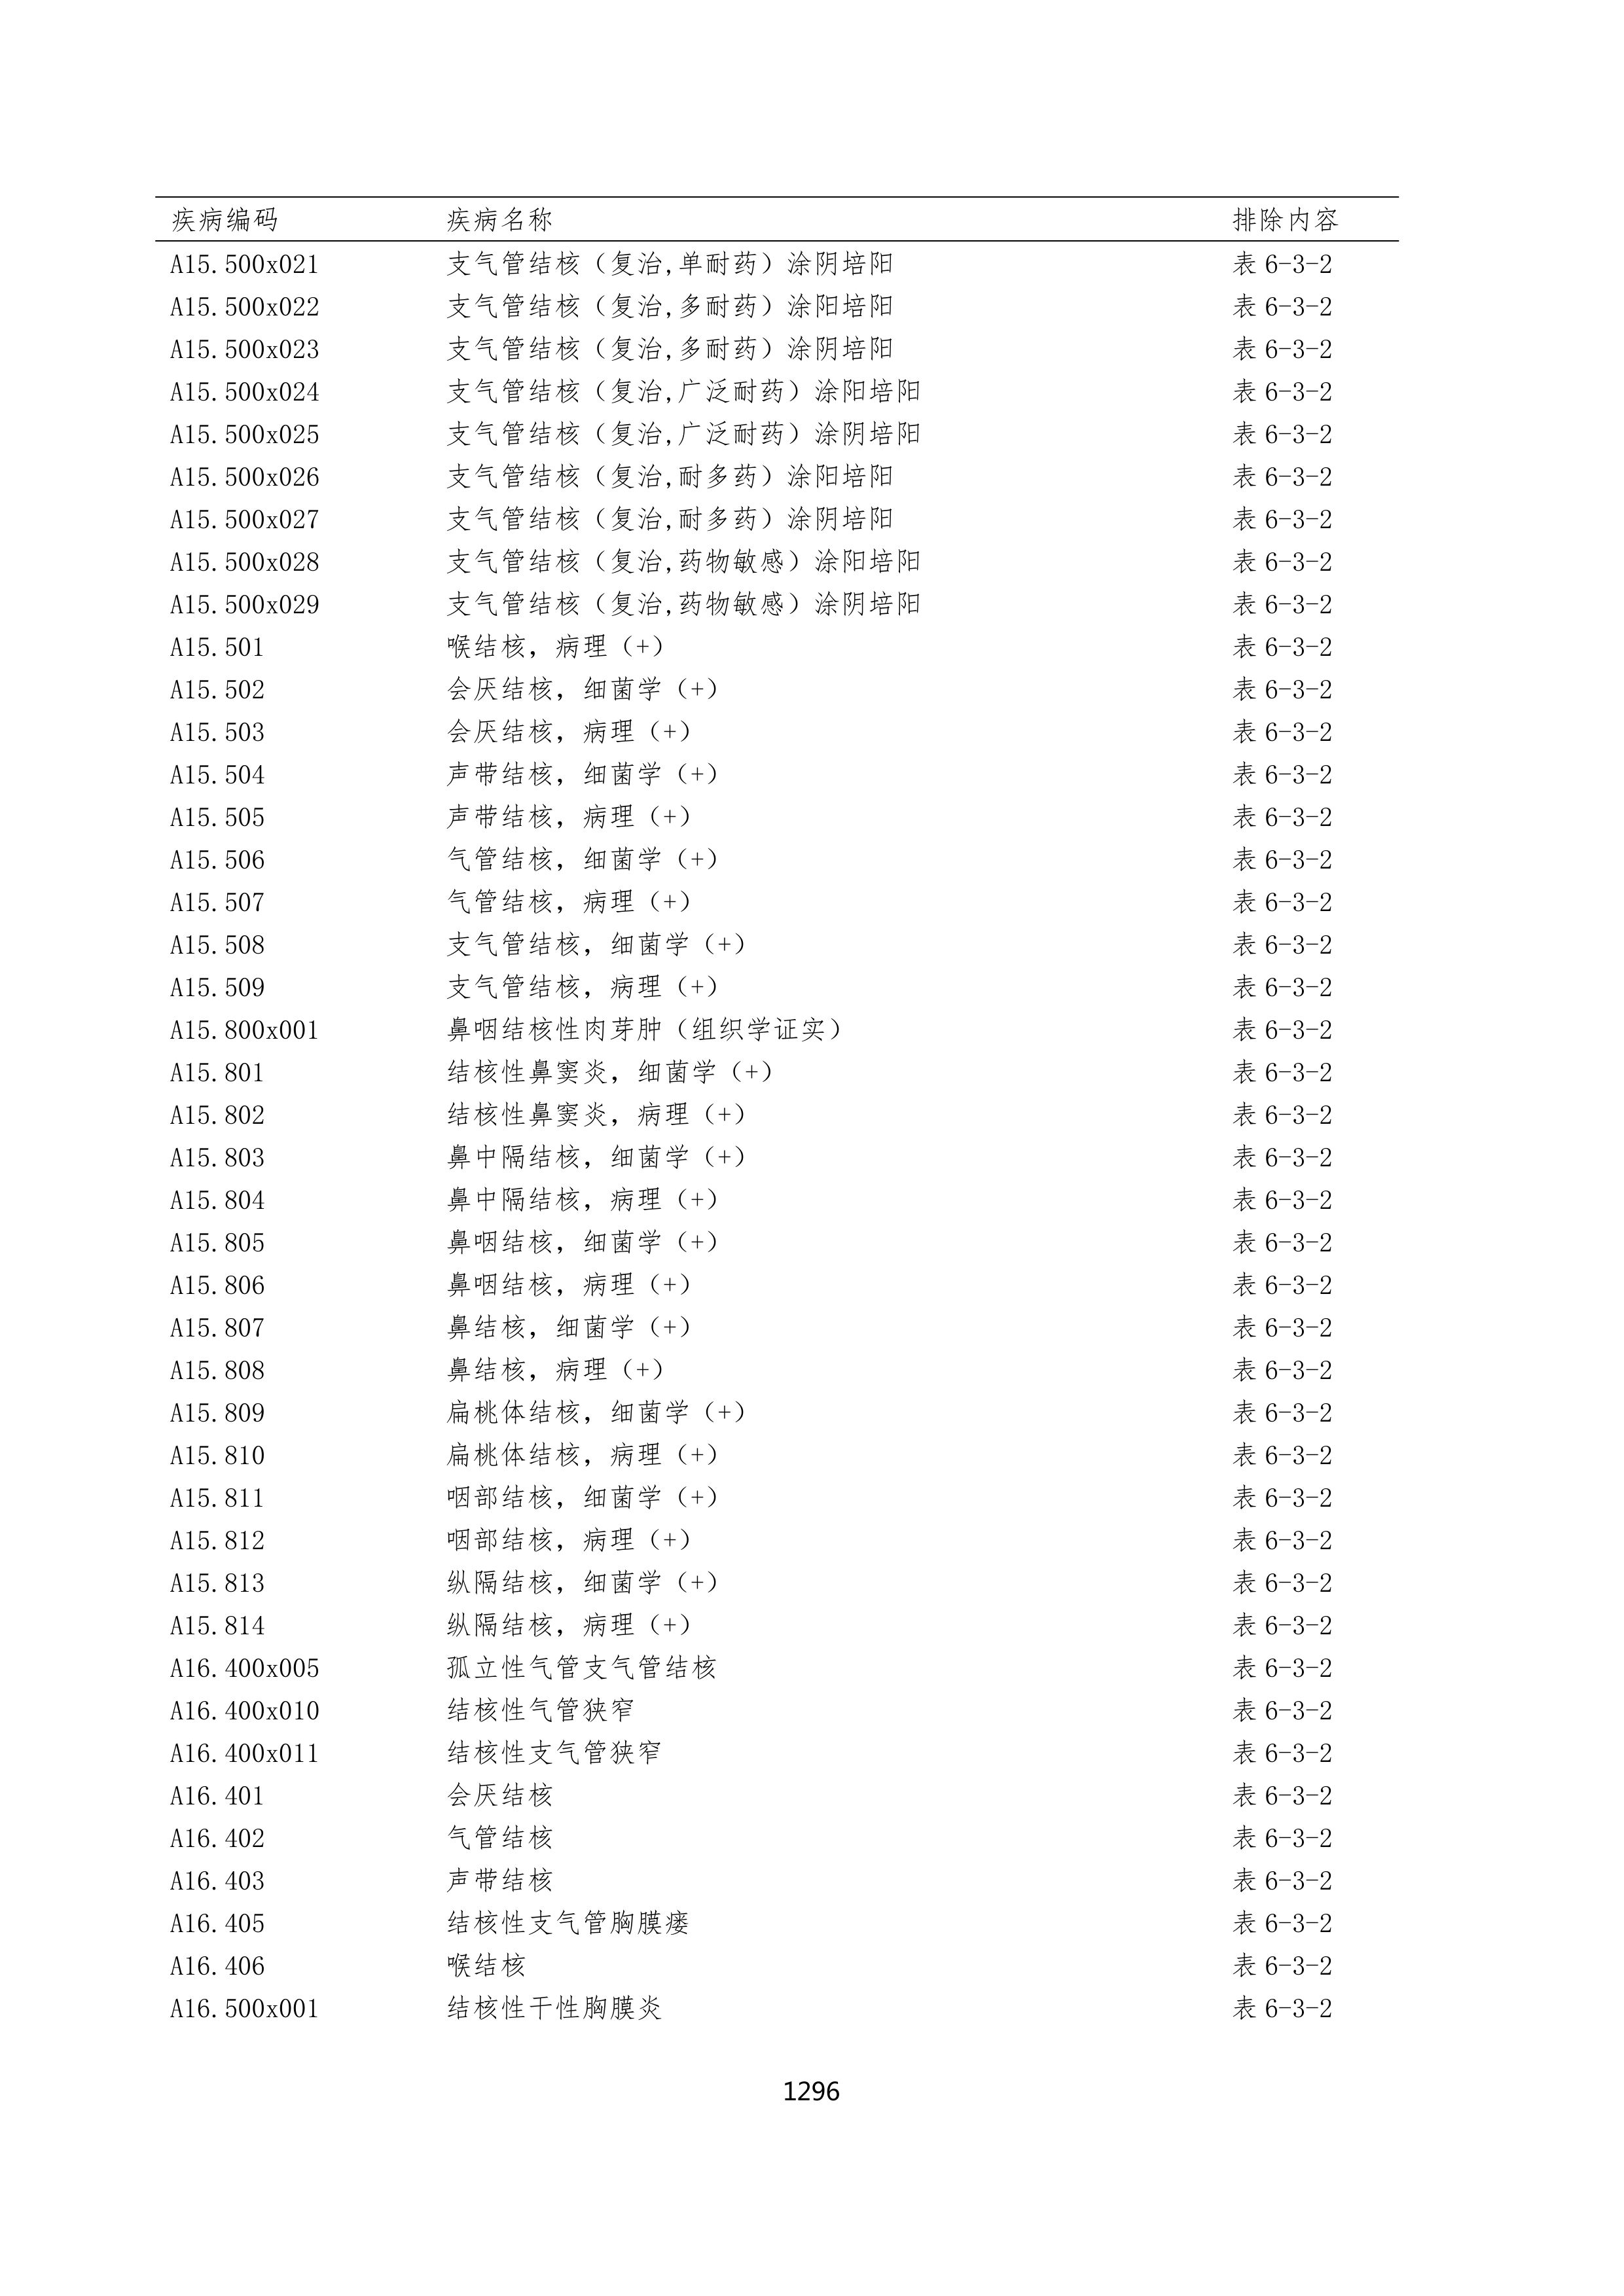 疾病编码 疾病名称 排除内容
A15.500x021 支气管结核（复治,单耐药）涂阴培阳 表 6-3-2
A15.500x022 支气管结核（复治,多耐药）涂阳培阳 表 6-3-2
A15.500x023 支气管结核（复治,多耐药）涂阴培阳 表 6-3-2
A15.500x024 支气管结核（复治,广泛耐药）涂阳培阳 表 6-3-2
A15.500x025 支气管结核（复治,广泛耐药）涂阴培阳 表 6-3-2
A15.500x026 支气管结核（复治,耐多药）涂阳培阳 表 6-3-2
A15.500x027 支气管结核（复治,耐多药）涂阴培阳 表 6-3-2
A15.500x028 支气管结核（复治,药物敏感）涂阳培阳 表 6-3-2
A15.500x029 支气管结核（复治,药物敏感）涂阴培阳 表 6-3-2
A15.501 喉结核，病理（+） 表 6-3-2
A15.502 会厌结核，细菌学（+） 表 6-3-2
A15.503 会厌结核，病理（+） 表 6-3-2
A15.504 声带结核，细菌学（+） 表 6-3-2
A15.505 声带结核，病理（+） 表 6-3-2
A15.506 气管结核，细菌学（+） 表 6-3-2
A15.507 气管结核，病理（+） 表 6-3-2
A15.508 支气管结核，细菌学（+） 表 6-3-2
A15.509 支气管结核，病理（+） 表 6-3-2
A15.800x001 鼻咽结核性肉芽肿（组织学证实） 表 6-3-2
A15.801 结核性鼻窦炎，细菌学（+） 表 6-3-2
A15.802 结核性鼻窦炎，病理（+） 表 6-3-2
A15.803 鼻中隔结核，细菌学（+） 表 6-3-2
A15.804 鼻中隔结核，病理（+） 表 6-3-2
A15.805 鼻咽结核，细菌学（+） 表 6-3-2
A15.806 鼻咽结核，病理（+） 表 6-3-2
A15.807 鼻结核，细菌学（+） 表 6-3-2
A15.808 鼻结核，病理（+） 表 6-3-2
A15.809 扁桃体结核，细菌学（+） 表 6-3-2
A15.810 扁桃体结核，病理（+） 表 6-3-2
A15.811 咽部结核，细菌学（+） 表 6-3-2
A15.812 咽部结核，病理（+） 表 6-3-2
A15.813 纵隔结核，细菌学（+） 表 6-3-2
A15.814 纵隔结核，病理（+） 表 6-3-2
A16.400x005 孤立性气管支气管结核 表 6-3-2
A16.400x010 结核性气管狭窄 表 6-3-2
A16.400x011 结核性支气管狭窄 表 6-3-2
A16.401 会厌结核 表 6-3-2
A16.402 气管结核 表 6-3-2
A16.403 声带结核 表 6-3-2
A16.405 结核性支气管胸膜瘘 表 6-3-2
A16.406 喉结核 表 6-3-2
A16.500x001 结核性干性胸膜炎 表 6-3-2
1296